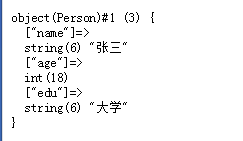 object(Person)#1 (3) {
["name"]=>
string(6) "张三"
["age"]=>
int(18)
["edu"]=>
string(6) "大学"
}